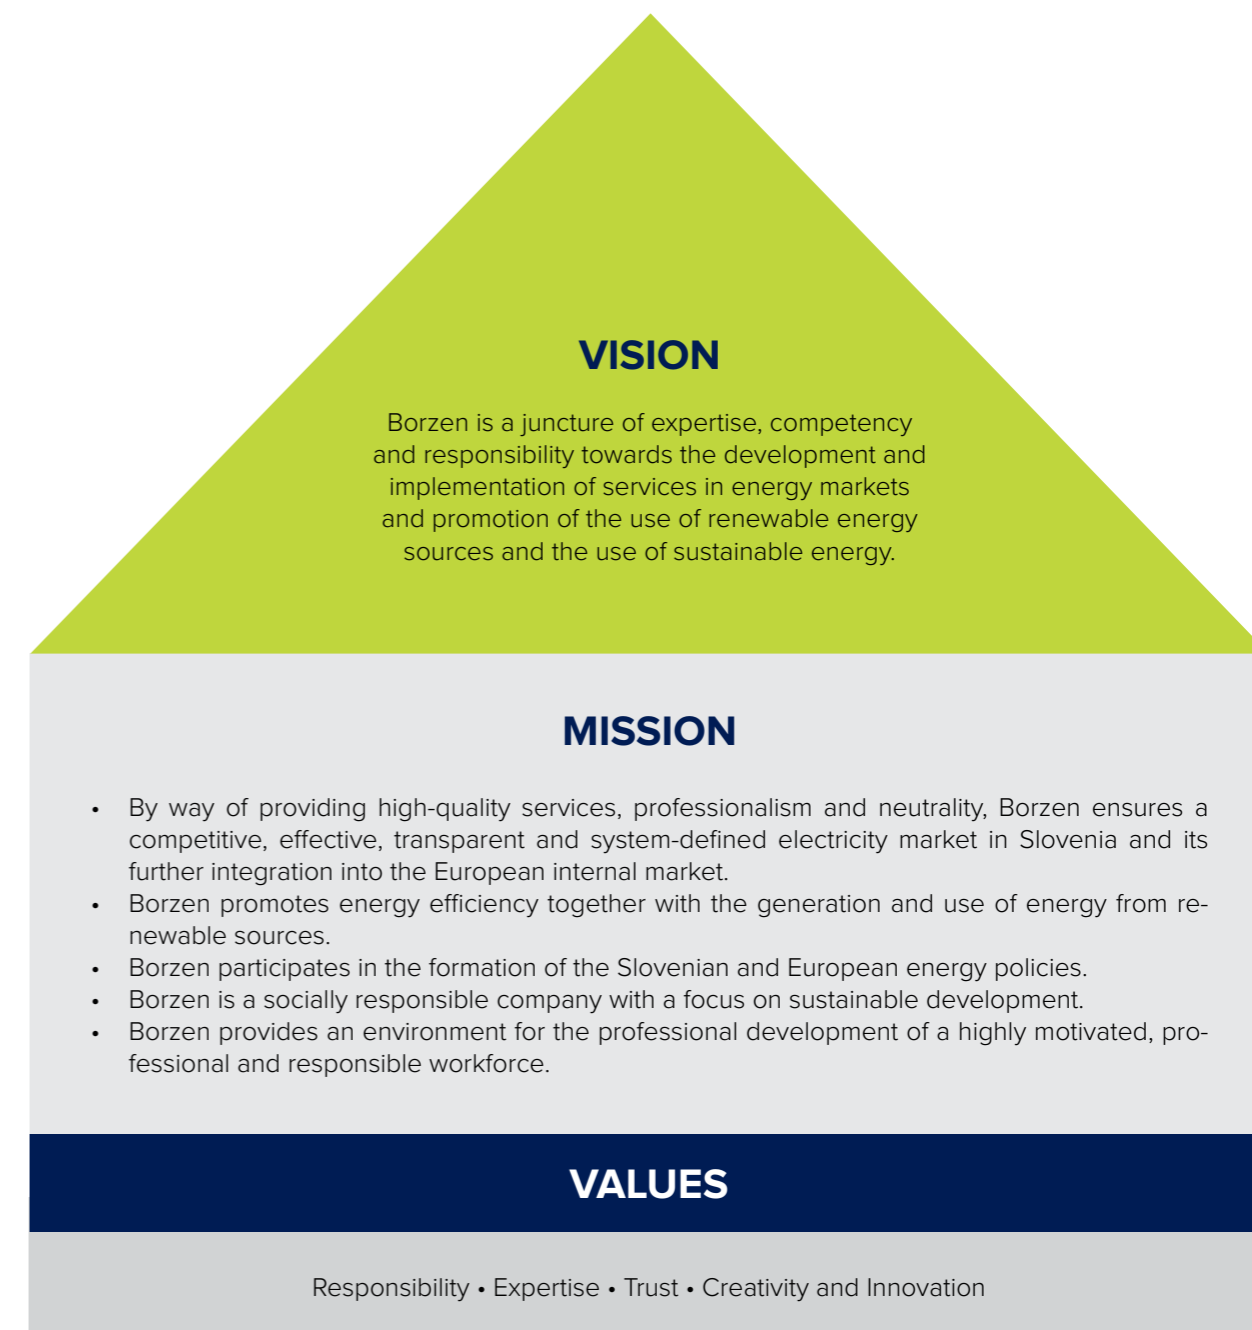 VISION
Borzen is a juncture of expertise, competency
and responsibility towards the development and
implementation of services in energy markets
and promotion of the use of renewable energy
sources and the use of sustainable energy.
MISSION
• By way of providing high-quality services, professionalism and neutrality, Borzen ensures a
competitive, effective, transparent and system-defined electricity market in Slovenia and its
further integration into the European internal market.
• Borzen promotes energy efficiency together with the generation and use of energy from re-
newable sources.
• Borzen participates in the formation of the Slovenian and European energy policies.
• Borzen is a socially responsible company with a focus on sustainable development.
• Borzen provides an environment for the professional development of a highly motivated, pro-
fessional and responsible workforce.
VALUES
Responsibility • Expertise • Trust • Creativity and Innovation